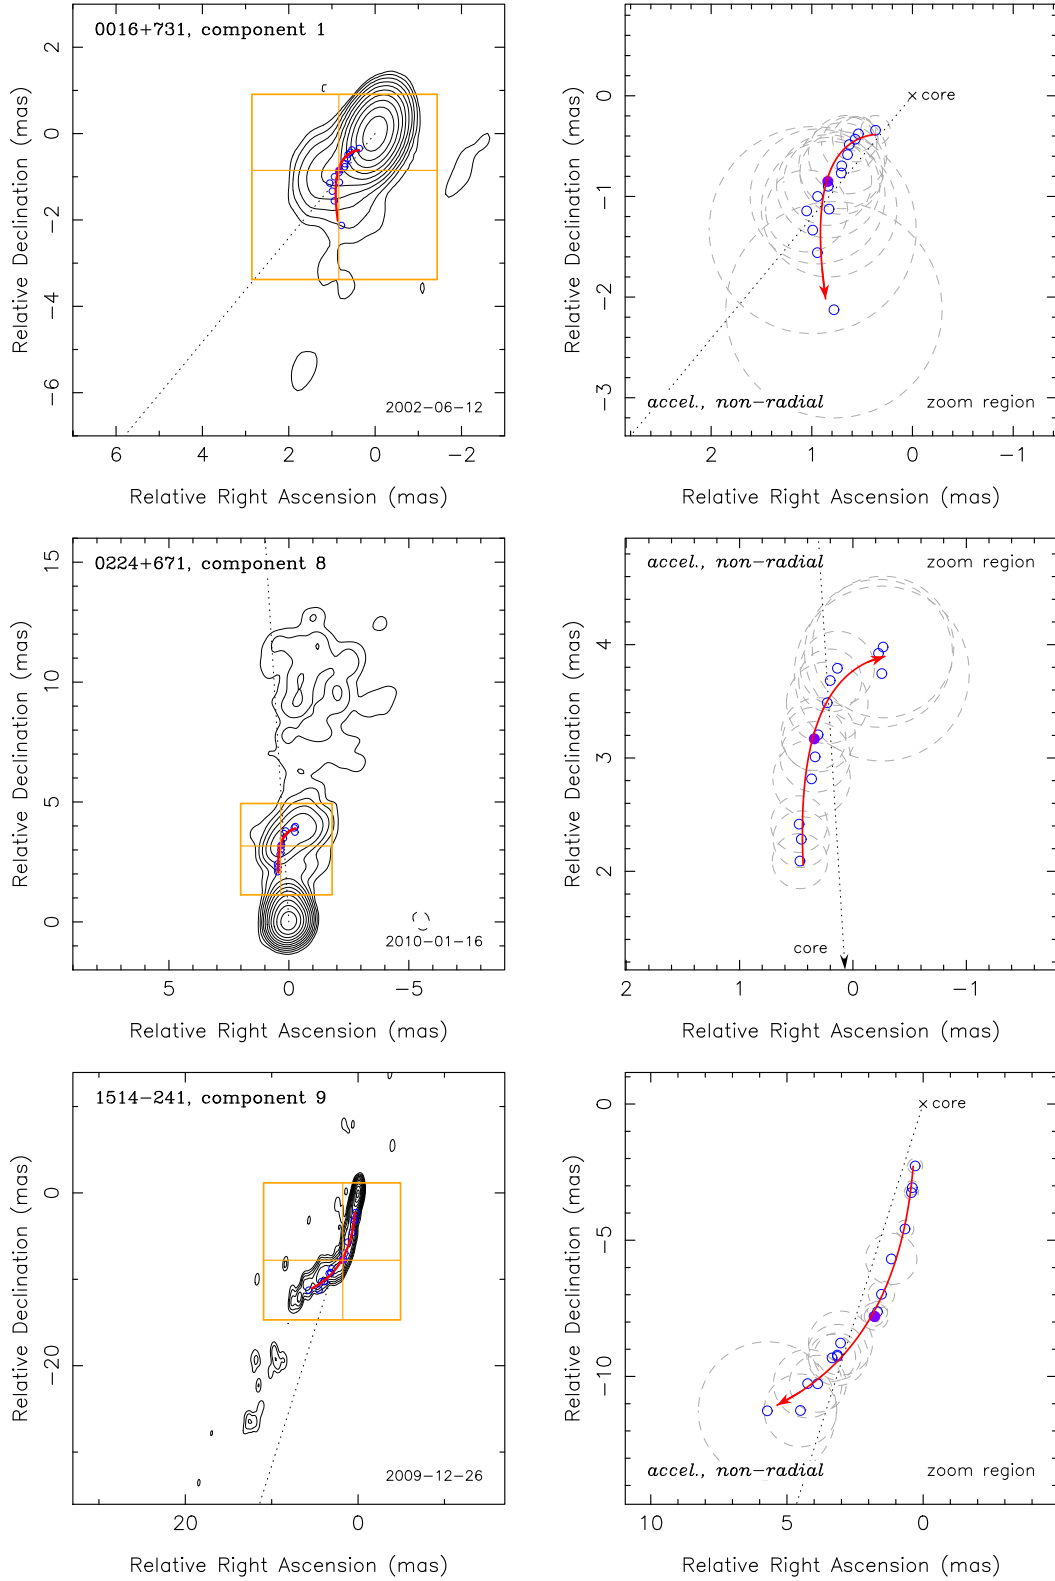 0016+731, component 1
2
0
−2
−4
−6
Relative Declination (mas)
2002−06−12
6 4 2 0 −2
Relative Right Ascension (mas)
core
0
−1
−2
−3
Relative Declination (mas)
accel., non−radial
zoom region
2 1 0 −1
Relative Right Ascension (mas)
0224+671, component 8
15
10
5
0
Relative Declination (mas)
2010−01−16
5 0 −5
Relative Right Ascension (mas)
accel., non−radial
zoom region
4
3
2
Relative Declination (mas)
core
2 1 0 −1
Relative Right Ascension (mas)
1514−241, component 9
0
−20
Relative Declination (mas)
2009−12−26
20 0
Relative Right Ascension (mas)
core
0
−5
−10
Relative Declination (mas)
accel., non−radial
zoom region
10 5 0
Relative Right Ascension (mas)